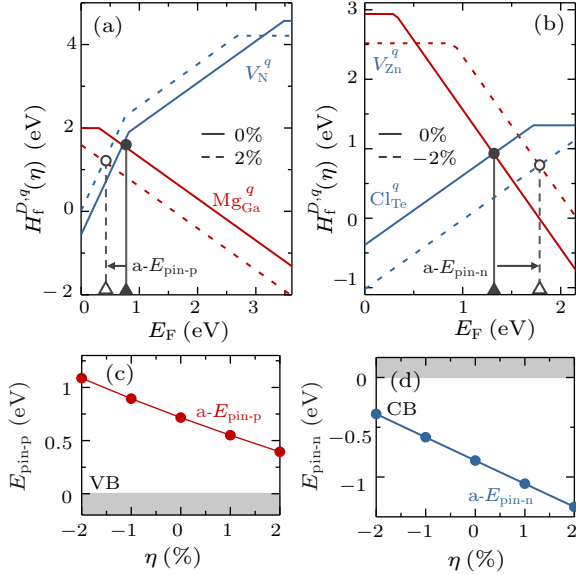 (a)
V_N^q
0%
2%
Mg_Ga^q
a-E_pin-p
H_f^{D,q}(η) (eV)
4
2
0
−2
0 1 2 3
E_F (eV)
(b)
V_Zn^q
0%
−2%
Cl_Te^q
a-E_pin-n
H_f^{D,q}(η) (eV)
3
2
1
0
−1
0 1 2
E_F (eV)
(c)
a-E_pin-p
VB
E_pin-p (eV)
1
0.5
0
−2 −1 0 1 2
η (%)
(d)
CB
a-E_pin-n
E_pin-n (eV)
0
−0.5
−1
−2 −1 0 1 2
η (%)